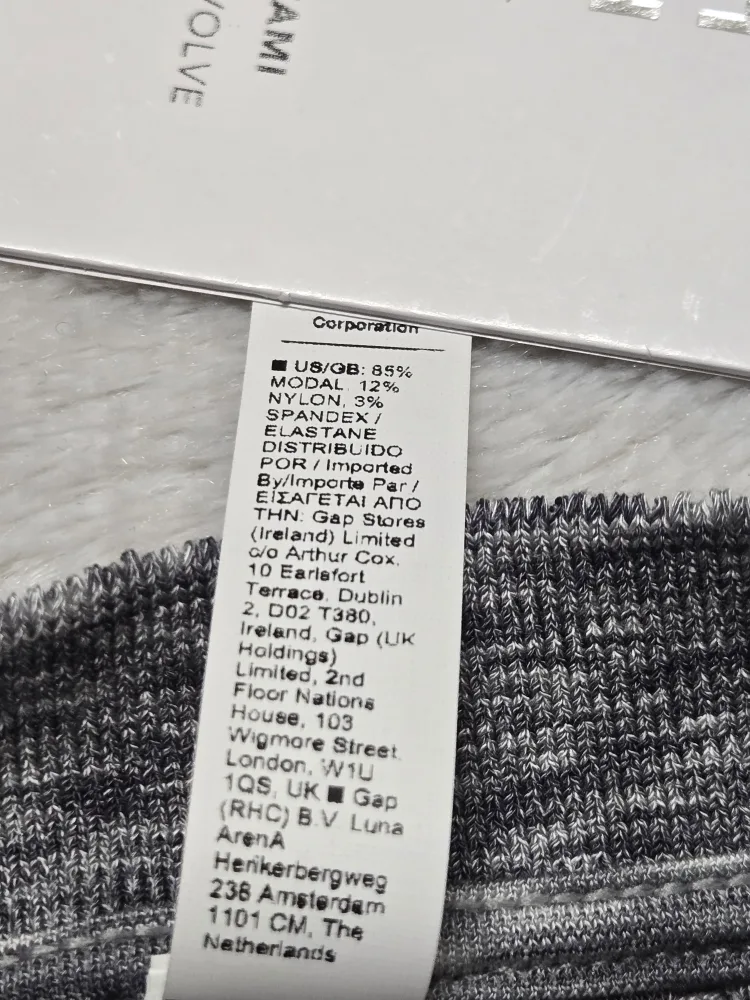 AMI
VOLVE
Corporation
■ US/GB: 85%
MODAL, 12%
NYLON, 3%
SPANDEX /
ELASTANE
DISTRIBUIDO
POR / Imported
By/Importe Par /
ΕΙΣΑΓΕΤΑΙ ΑΠΟ
ΤΗΝ: Gap Stores
(Ireland) Limited
c/o Arthur Cox,
10 Earlsfort
Terrace, Dublin
2, D02 T380,
Ireland, Gap (UK
Holdings)
Limited, 2nd
Floor Nations
House, 103
Wigmore Street,
London, W1U
1QS, UK ■ Gap
(RHC) B.V. Luna
ArenA
Herikerbergweg
238 Amsterdam
1101 CM, The
Netherlands